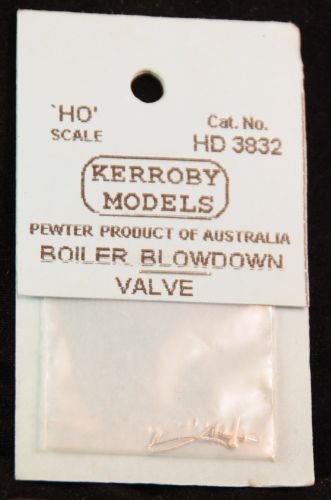 'HO'
SCALE
Cat. No.
HD 3832
KERROBY
MODELS
PEWTER PRODUCT OF AUSTRALIA
BOILER BLOWDOWN
VALVE